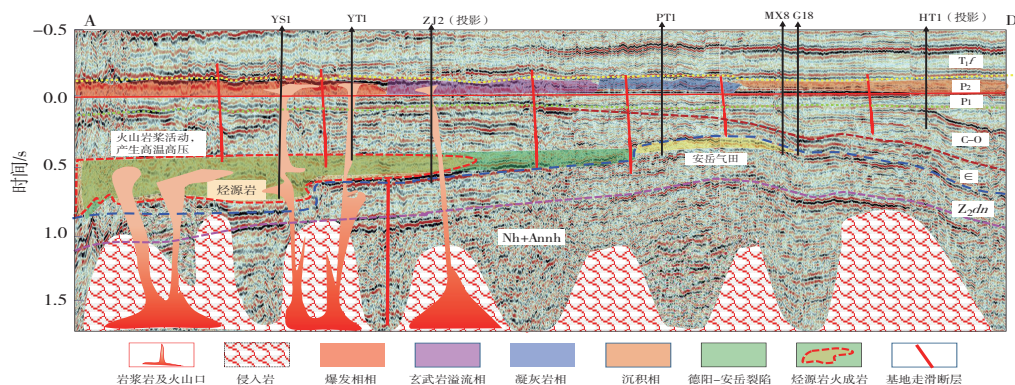 A YS1 YT1 ZJ2（投影） PT1 MX8 G18 HT1（投影） D
-0.5
T₁f
P₂
0.0
P₁
火山岩浆活动，
产生高温高压
C-O
0.5
安岳气田
∈
烃源岩
Z₂dn
1.0
Nh+Annh
1.5
时间/s
岩浆岩及火山口 侵入岩 爆发相相 玄武岩溢流相 凝灰岩相 沉积相 德阳-安岳裂陷 烃源岩火成岩 基地走滑断层